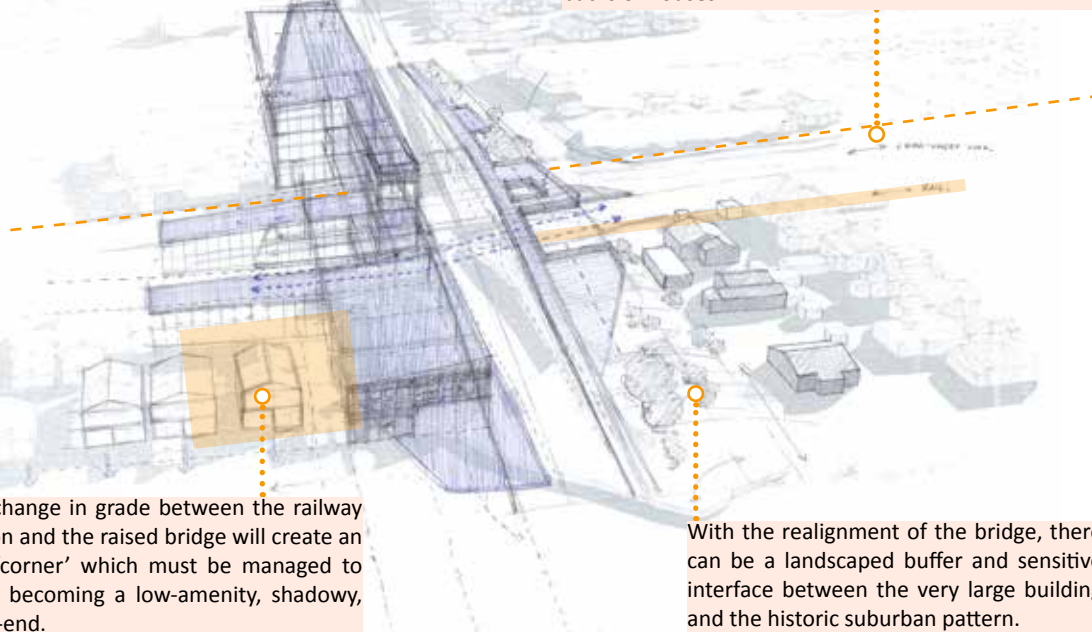 change in grade between the railway
on and the raised bridge will create an
corner’ which must be managed to
becoming a low-amenity, shadowy,
-end.
With the realignment of the bridge, there
can be a landscaped buffer and sensitive
interface between the very large building
and the historic suburban pattern.